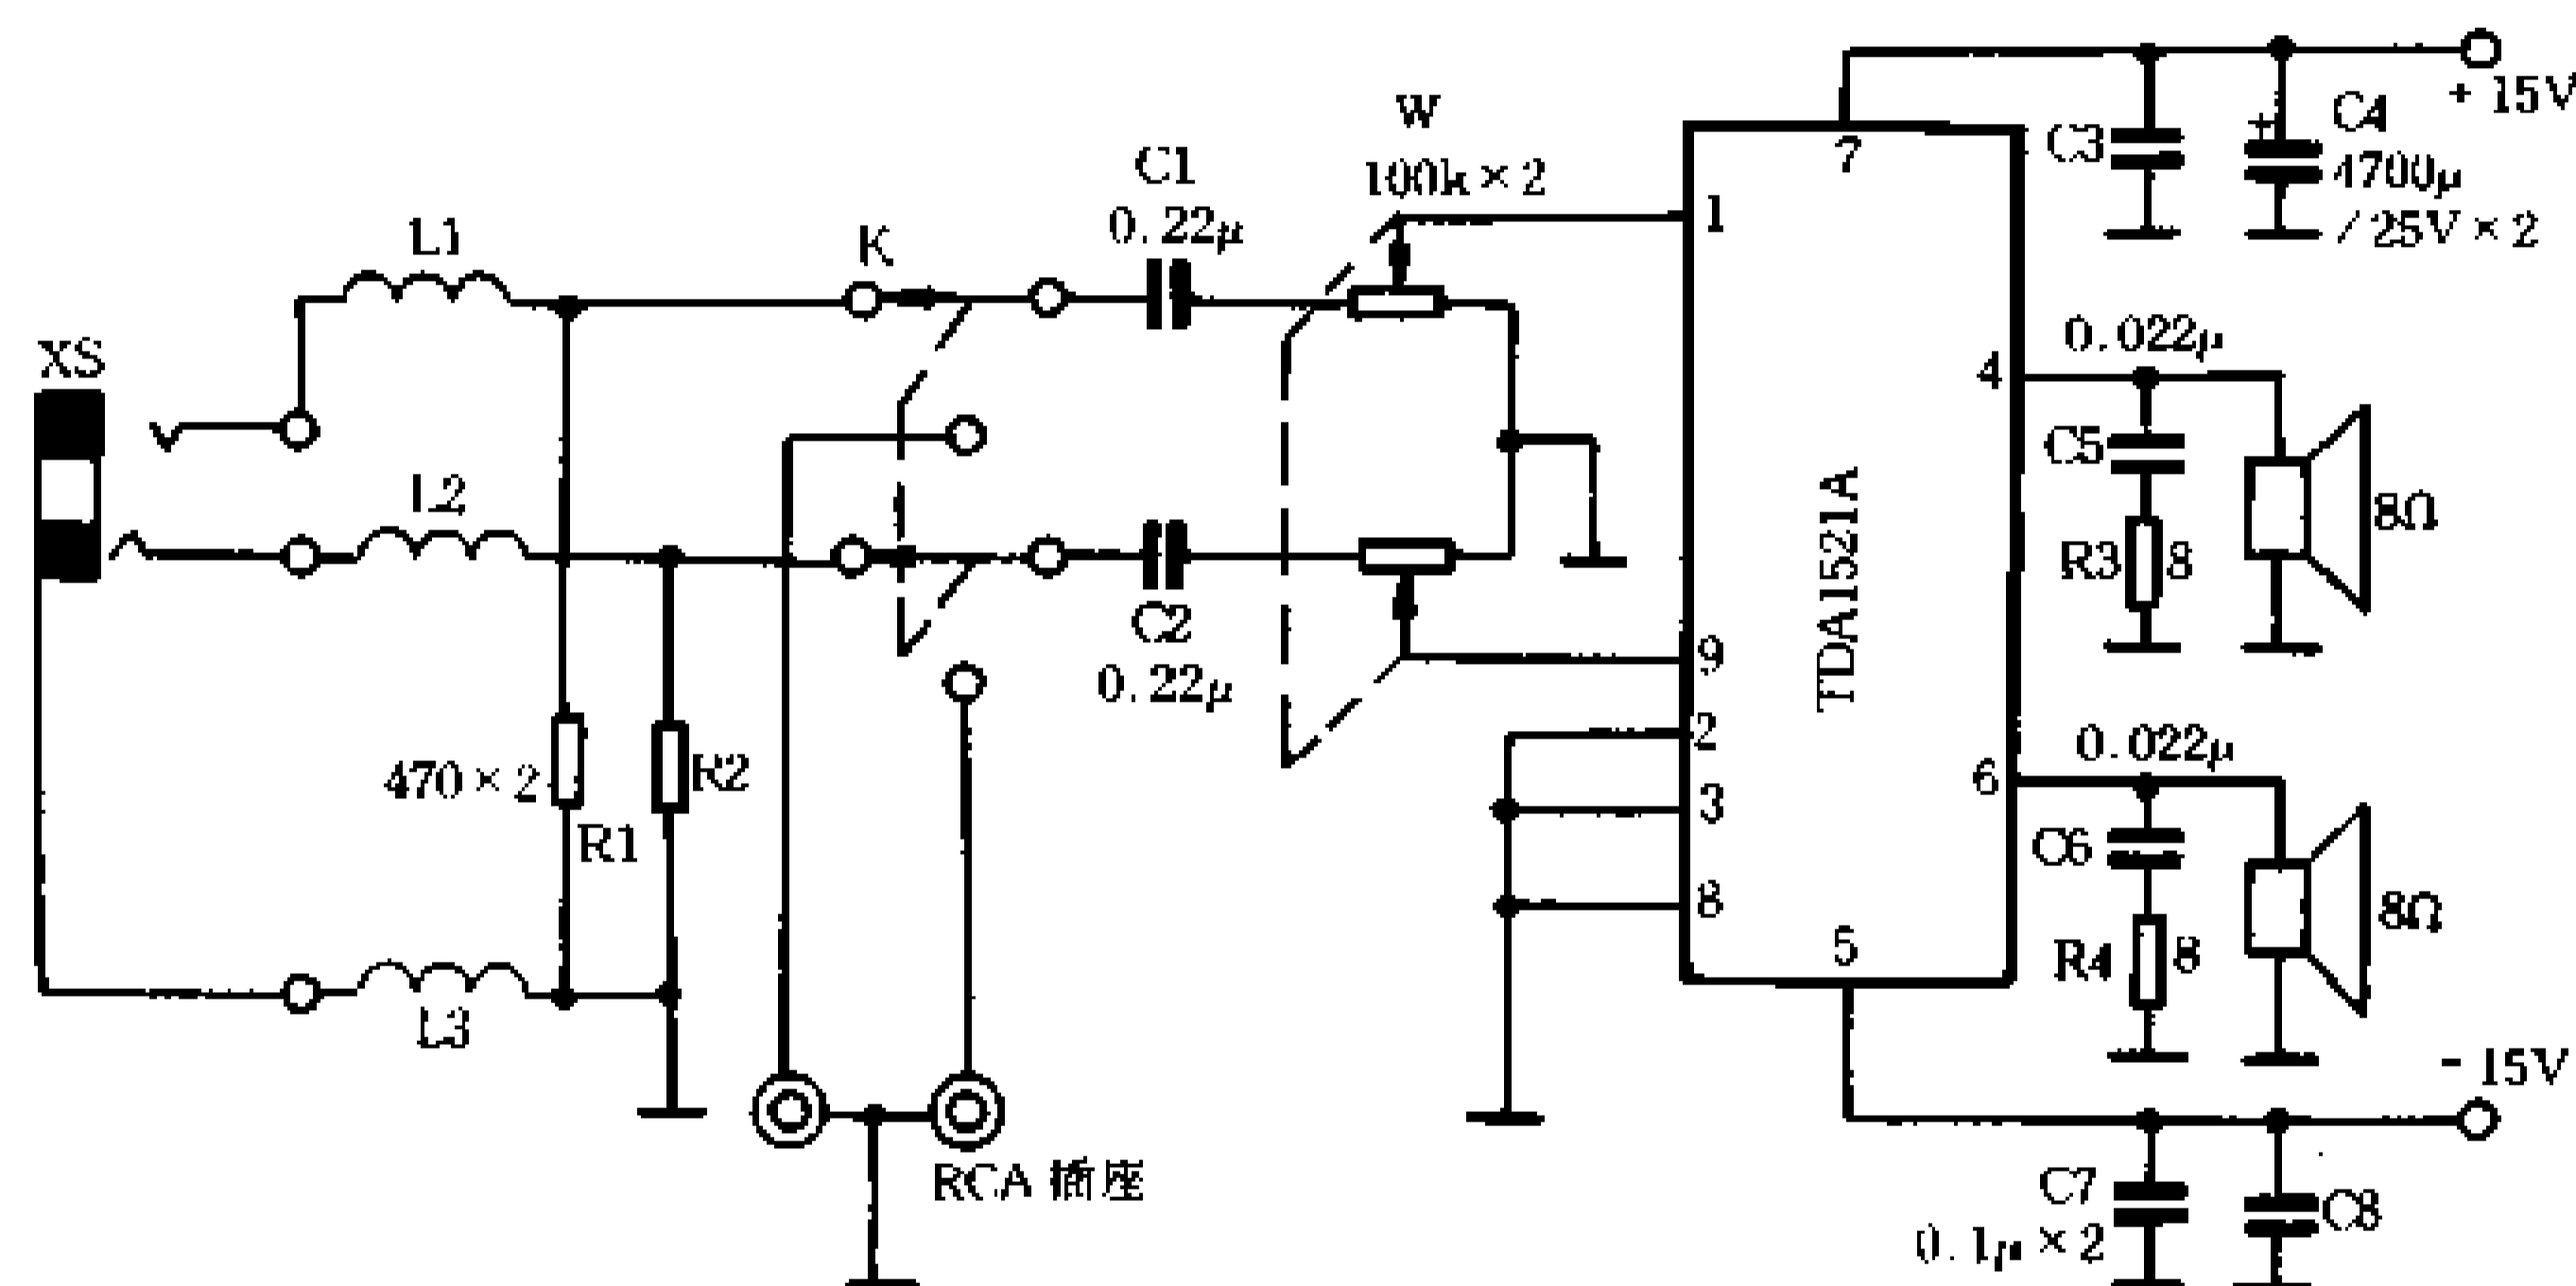 + 15V
W
C4
C3
7
C1
100k × 2
4700μ
1
/25V × 2
0.22μ
L1
K
0.022μ
XS
4
C5
L2
8Ω
TDA1521A
R3
8
C2
9
0.22μ
2
0.022μ
470 × 2
R2
6
3
R1
C6
8
8Ω
5
R4
8
L3
- 15V
RCA 插座
C7
C8
0.1μ × 2